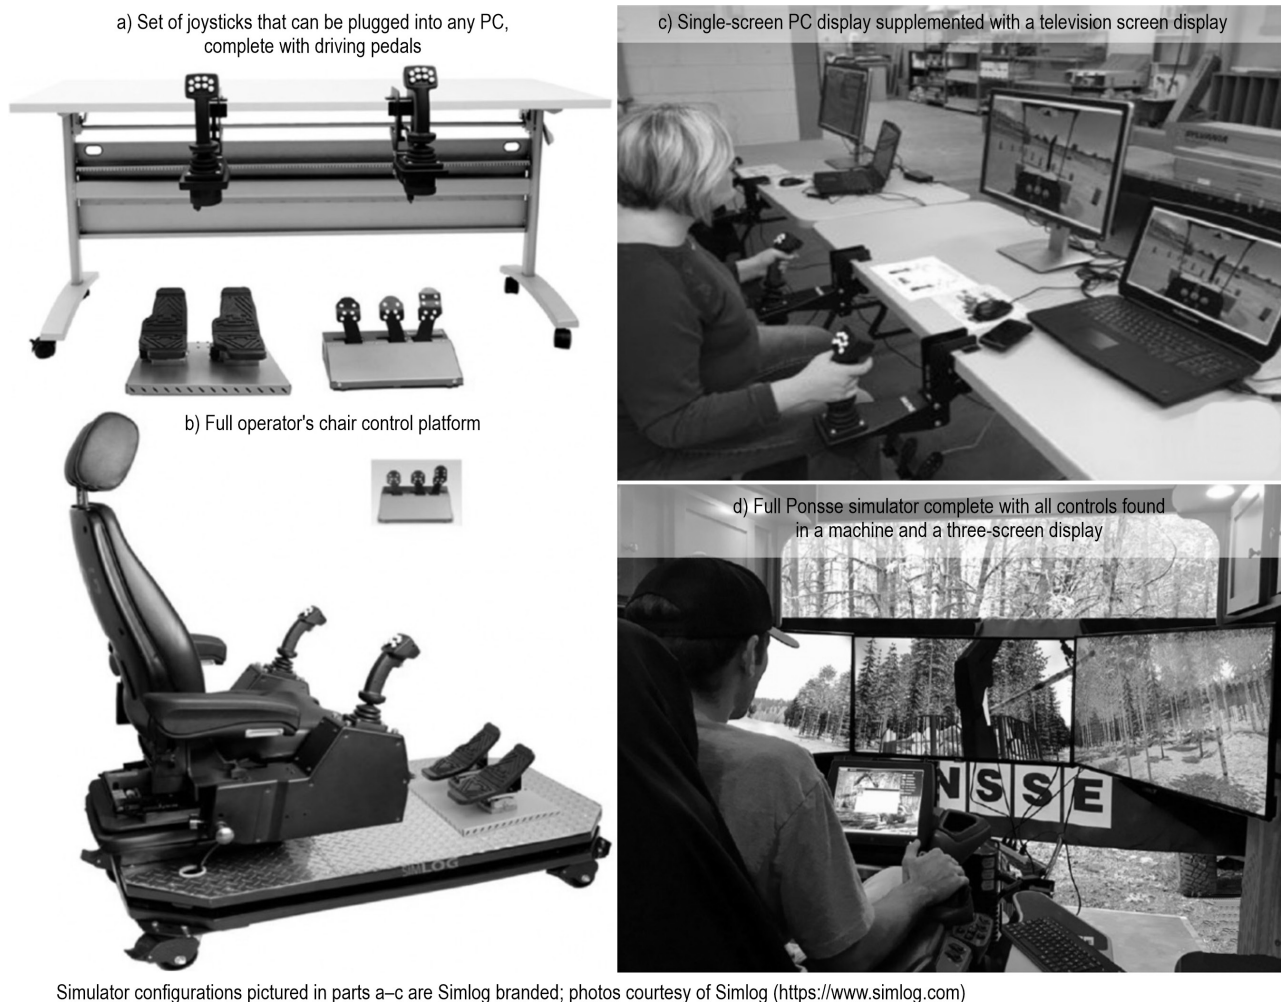 a) Set of joysticks that can be plugged into any PC,
complete with driving pedals
c) Single-screen PC display supplemented with a television screen display
SYLVANIA
b) Full operator's chair control platform
SimLOG
d) Full Ponsse simulator complete with all controls found
in a machine and a three-screen display
NSSE
Simulator configurations pictured in parts a–c are Simlog branded; photos courtesy of Simlog (https://www.simlog.com)